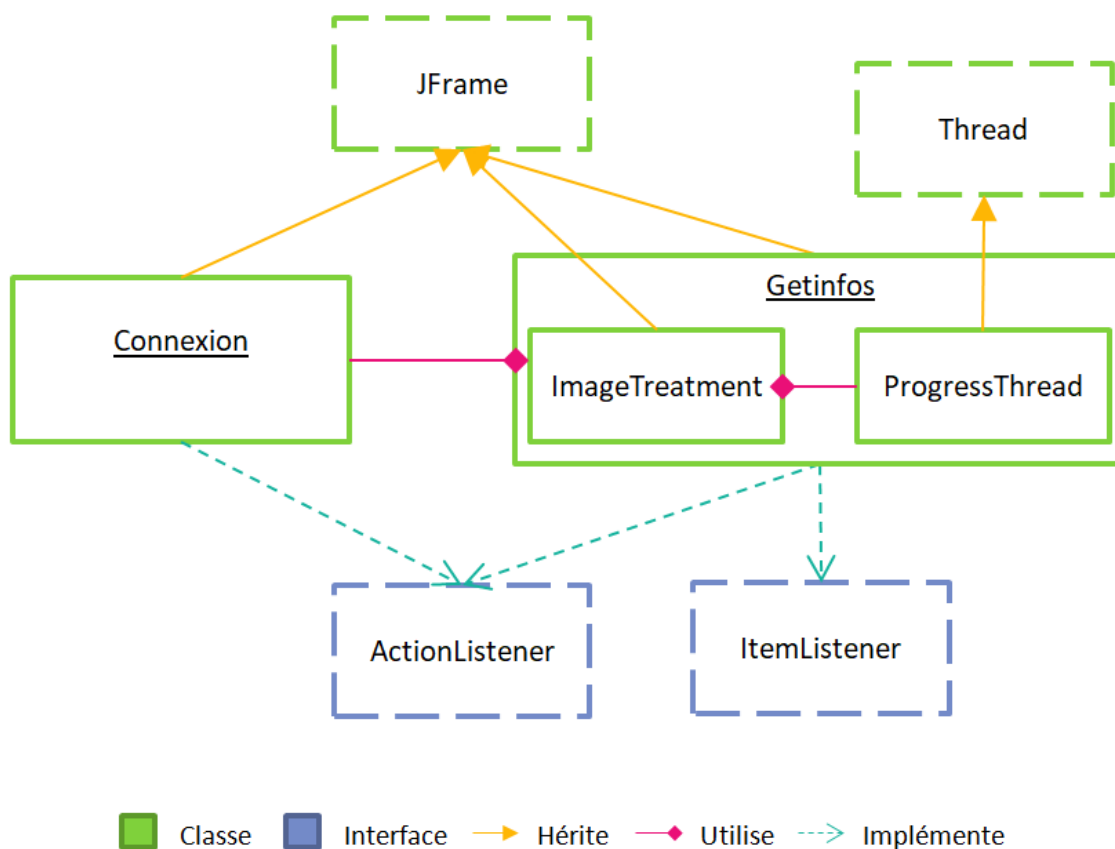 JFrame
Thread
Getinfos
Connexion
ImageTreatment
ProgressThread
ActionListener
ItemListener
Classe
Interface
Hérite
Utilise
Implémente